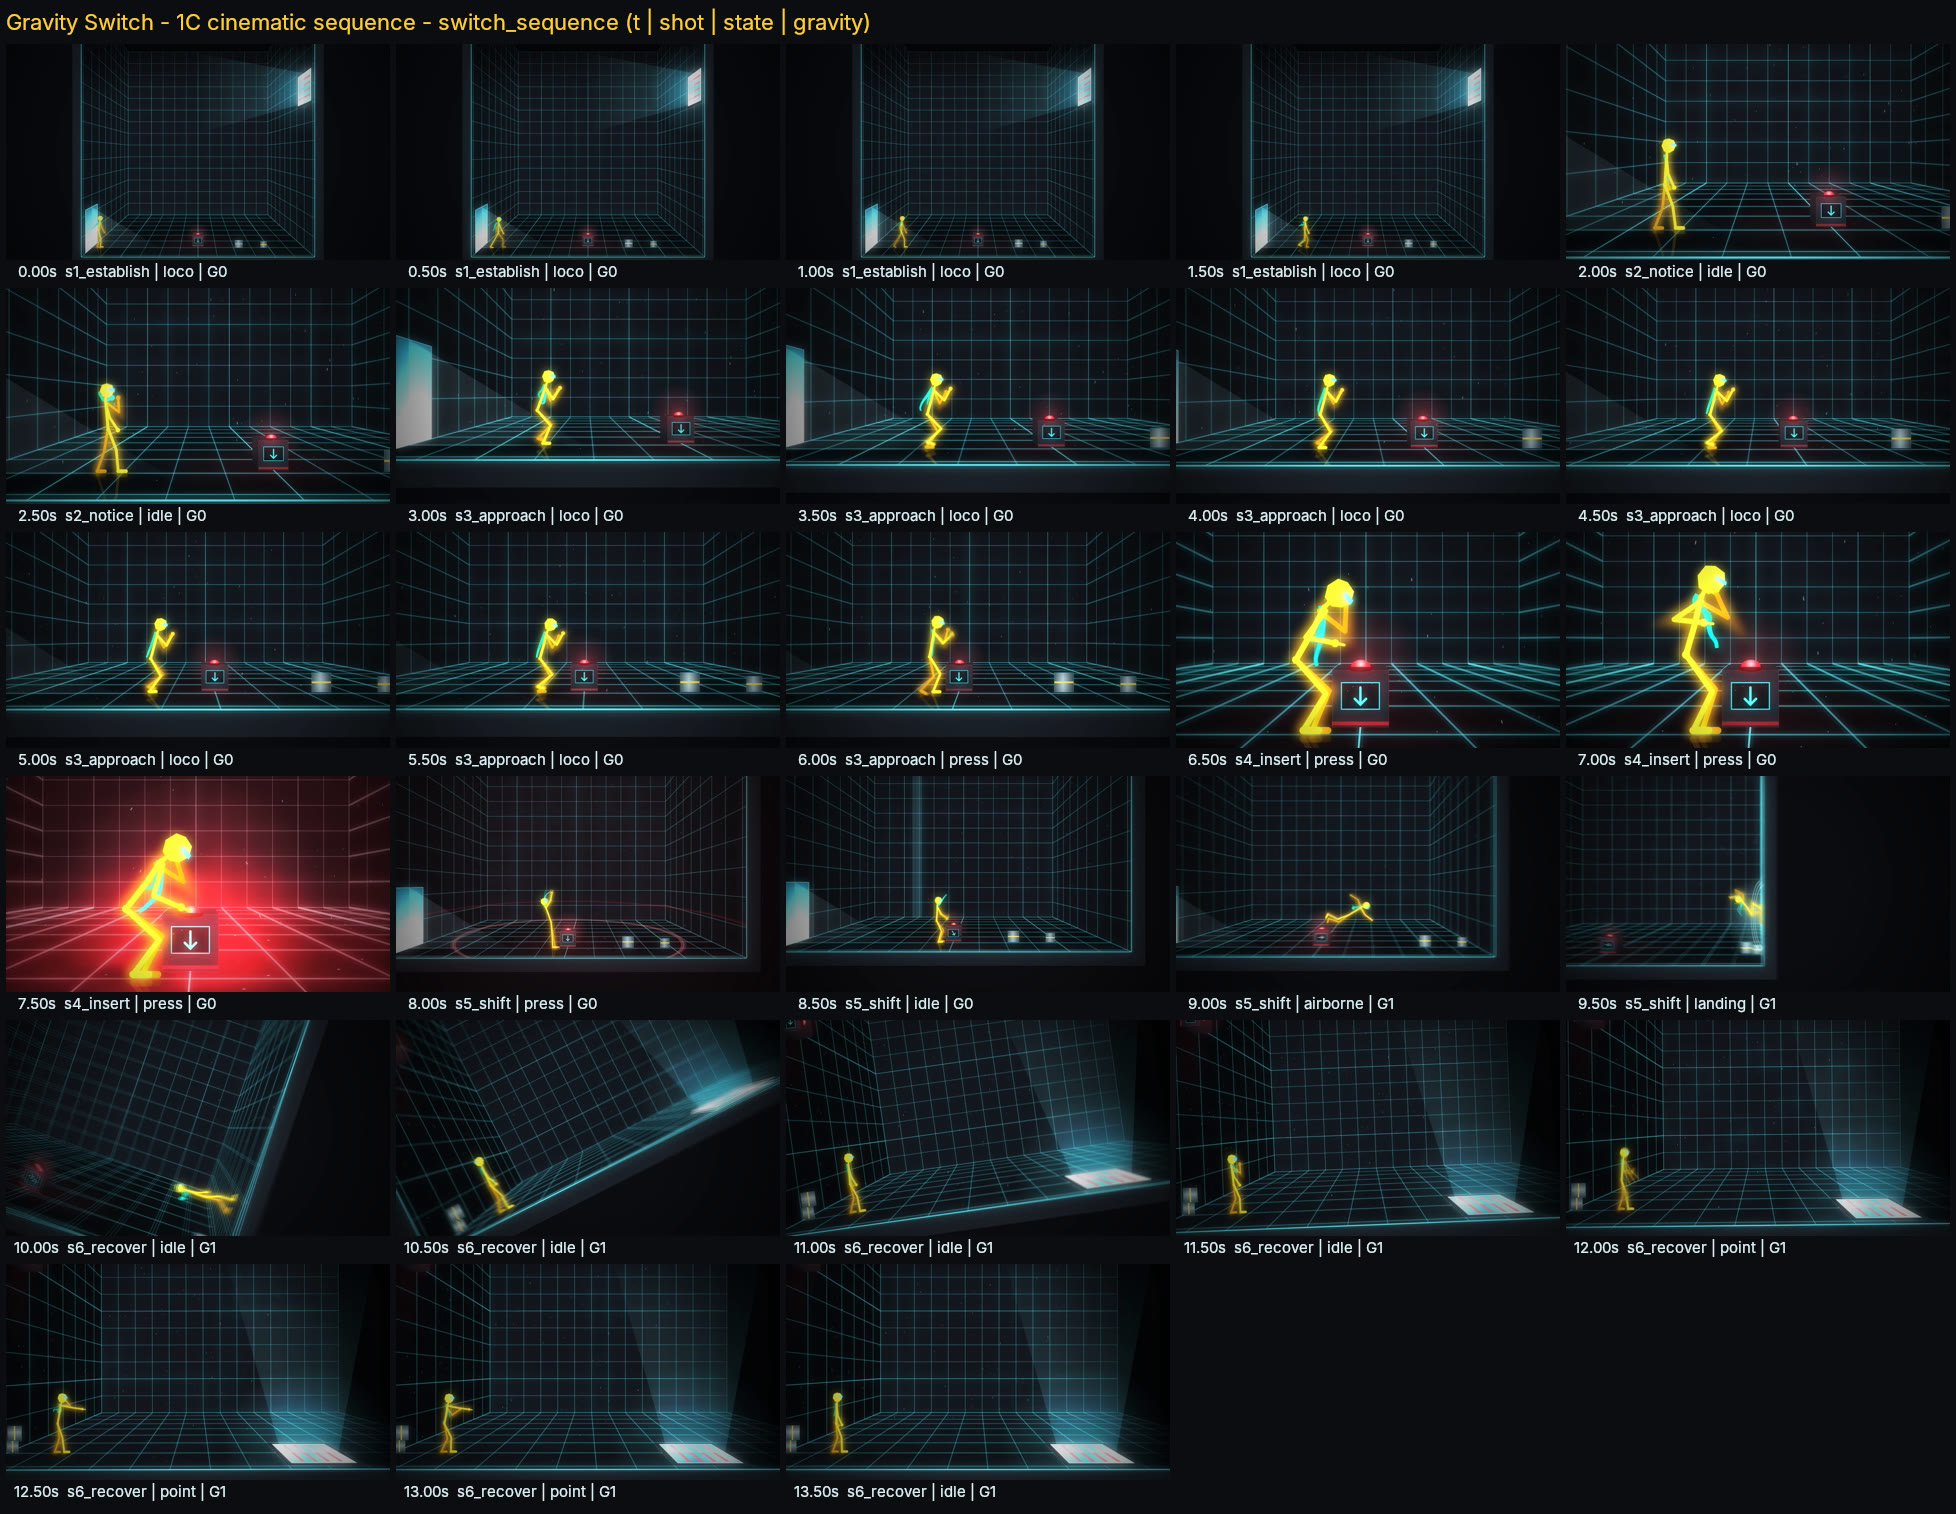 Gravity Switch - 1C cinematic sequence - switch_sequence (t | shot | state | gravity)
0.00s s1_establish | loco | G0
0.50s s1_establish | loco | G0
1.00s s1_establish | loco | G0
1.50s s1_establish | loco | G0
2.00s s2_notice | idle | G0
2.50s s2_notice | idle | G0
3.00s s3_approach | loco | G0
3.50s s3_approach | loco | G0
4.00s s3_approach | loco | G0
4.50s s3_approach | loco | G0
5.00s s3_approach | loco | G0
5.50s s3_approach | loco | G0
6.00s s3_approach | press | G0
6.50s s4_insert | press | G0
7.00s s4_insert | press | G0
7.50s s4_insert | press | G0
8.00s s5_shift | press | G0
8.50s s5_shift | idle | G0
9.00s s5_shift | airborne | G1
9.50s s5_shift | landing | G1
10.00s s6_recover | idle | G1
10.50s s6_recover | idle | G1
11.00s s6_recover | idle | G1
11.50s s6_recover | idle | G1
12.00s s6_recover | point | G1
12.50s s6_recover | point | G1
13.00s s6_recover | point | G1
13.50s s6_recover | idle | G1